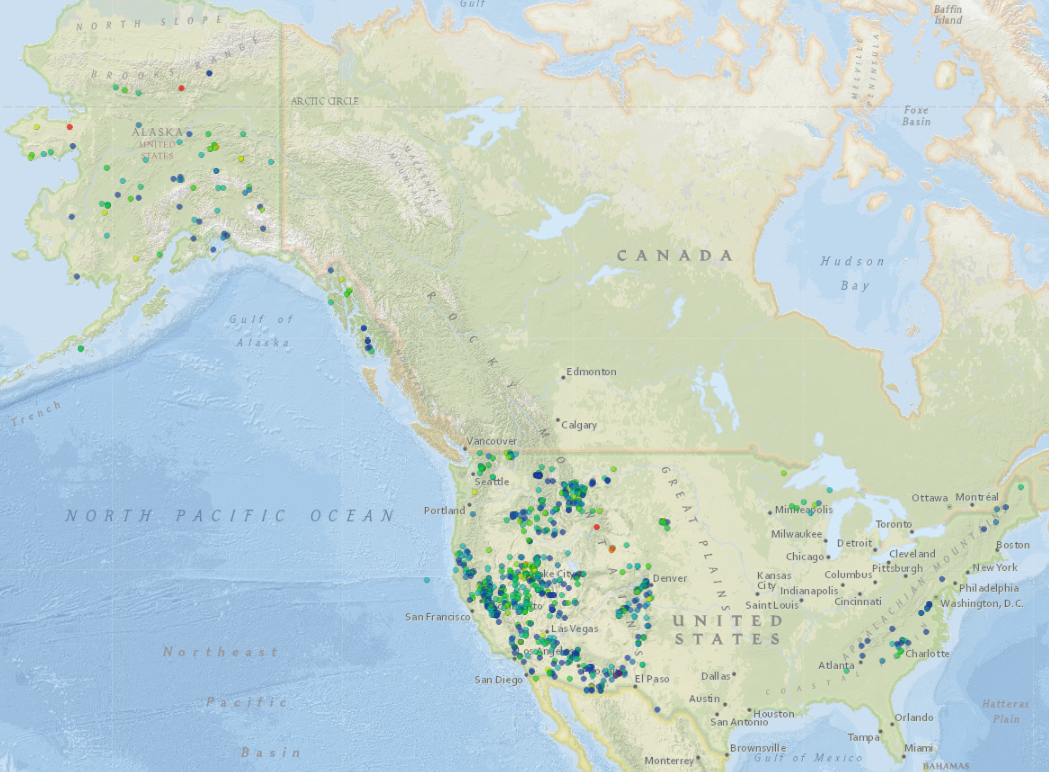 Gulf
Baffin
Island
NORTH SLOPE
BROOKS RANGE
MELVILLE
PENINSULA
ARCTIC CIRCLE
Foxe
Basin
ALASKA
UNITED
STATES
MACKENZIE
MOUNTAINS
CANADA
Hudson
Bay
Gulf of
Alaska
ROCKY MOUNTAINS
Edmonton
Trench
Calgary
Vancouver
Seattle
GREAT PLAINS
Ottawa
Montréal
Portland
NORTH PACIFIC OCEAN
Minneapolis
Toronto
Milwaukee
Detroit
Boston
Chicago
Cleveland
Pittsburgh
New York
Kansas
City
Columbus
Denver
Indianapolis
Philadelphia
Saint Louis
Cincinnati
Washington, D.C.
APPALACHIAN MOUNTAINS
San Francisco
UNITED
STATES
Las Vegas
Charlotte
Northeast
Los Angeles
Atlanta
San Diego
El Paso
Dallas
COASTAL
Pacific
Austin
Houston
San Antonio
Hatteras
Plain
Orlando
Tampa
Basin
Brownsville
Monterrey
Gulf of Mexico
Miami
BAHAMAS